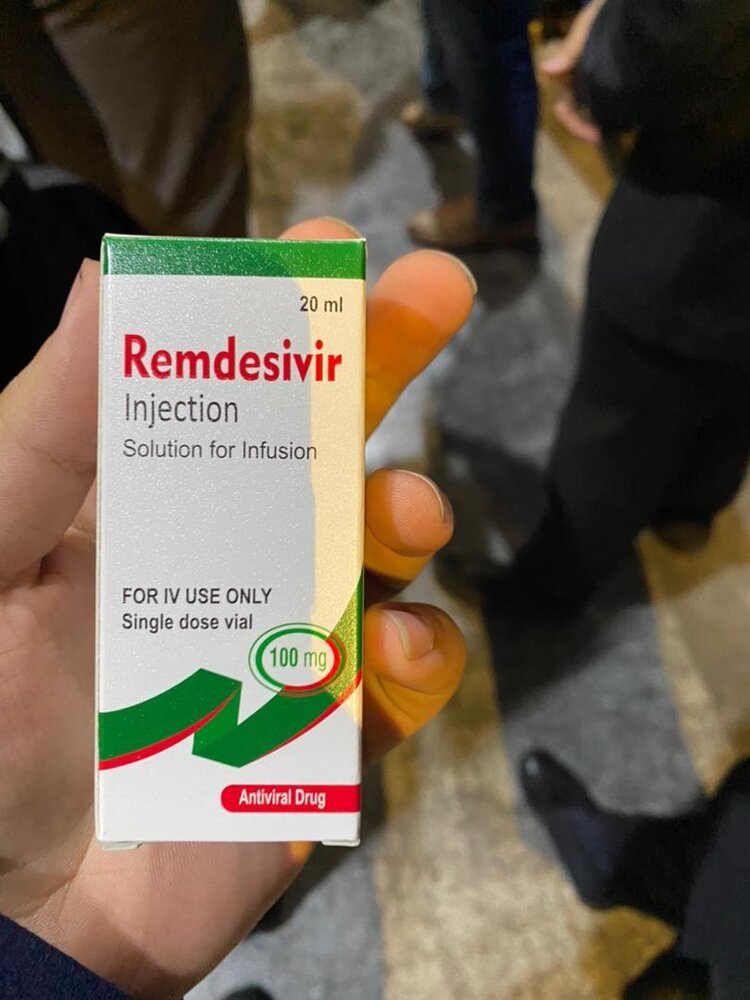 20 ml
Remdesivir
Injection
Solution for Infusion
FOR IV USE ONLY
Single dose vial
100 mg
Antiviral Drug